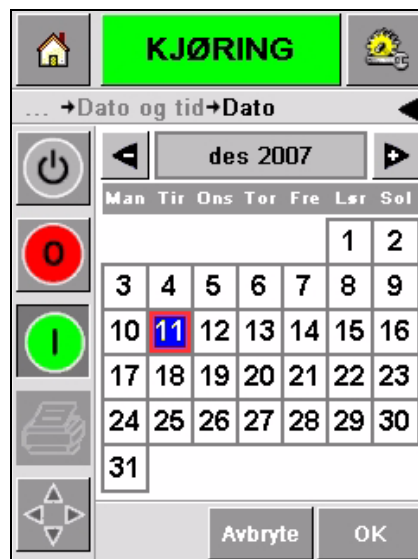 KJØRING
... →Dato og tid→Dato
des 2007
Man Tir Ons Tor Fre Lør Sol
1 2
0
3 4 5 6 7 8 9
10 11 12 13 14 15 16
I
17 18 19 20 21 22 23
24 25 26 27 28 29 30
31
Avbryte OK